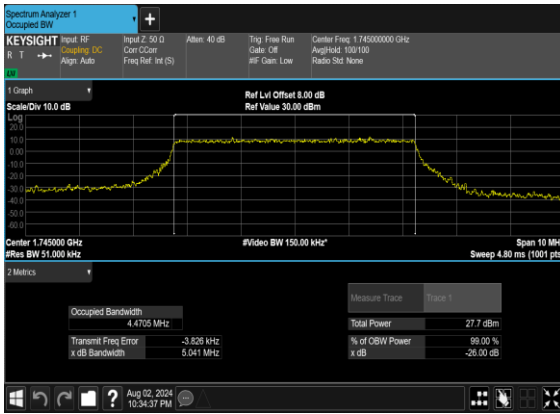 Spectrum Analyzer 1
Occupied BW
+
KEYSIGHT Input: RF Input Z: 50 Ω Atten: 40 dB Trig: Free Run Center Freq: 1.745000000 GHz
R T Coupling: DC Corr CCorr Gate: Off Avg|Hold: 100/100
Align: Auto Freq Ref: Int (S) #IF Gain: Low Radio Std: None
LXI
1 Graph
Ref Lvl Offset 8.00 dB
Scale/Div 10.0 dB Ref Value 30.00 dBm
Log
20.0
10.0
0.00
-10.0
-20.0
-30.0
-40.0
-50.0
-60.0
Center 1.745000 GHz #Video BW 150.00 kHz* Span 10 MH
#Res BW 51.000 kHz Sweep 4.80 ms (1001 pts
2 Metrics
Measure Trace Trace 1
Occupied Bandwidth
4.4705 MHz Total Power 27.7 dBm
Transmit Freq Error -3.826 kHz % of OBW Power 99.00 %
x dB Bandwidth 5.041 MHz x dB -26.00 dB
? Aug 02, 2024
10:34:37 PM